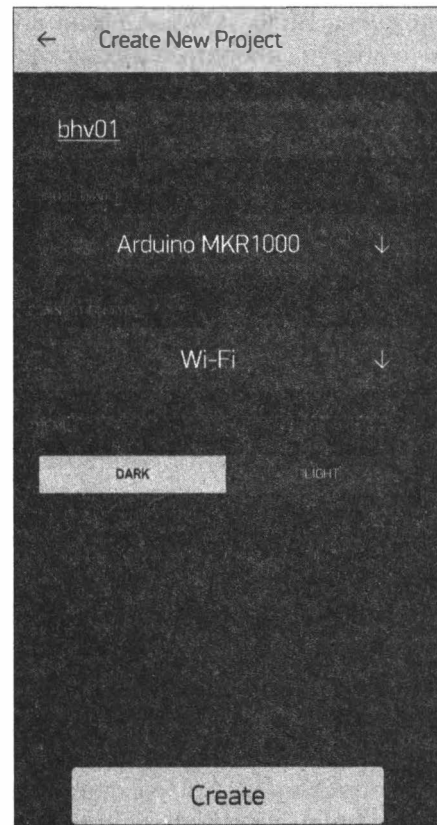 ← Create New Project
bhv01
Arduino MKR1000 ↓
Wi-Fi ↓
DARK LIGHT
Create